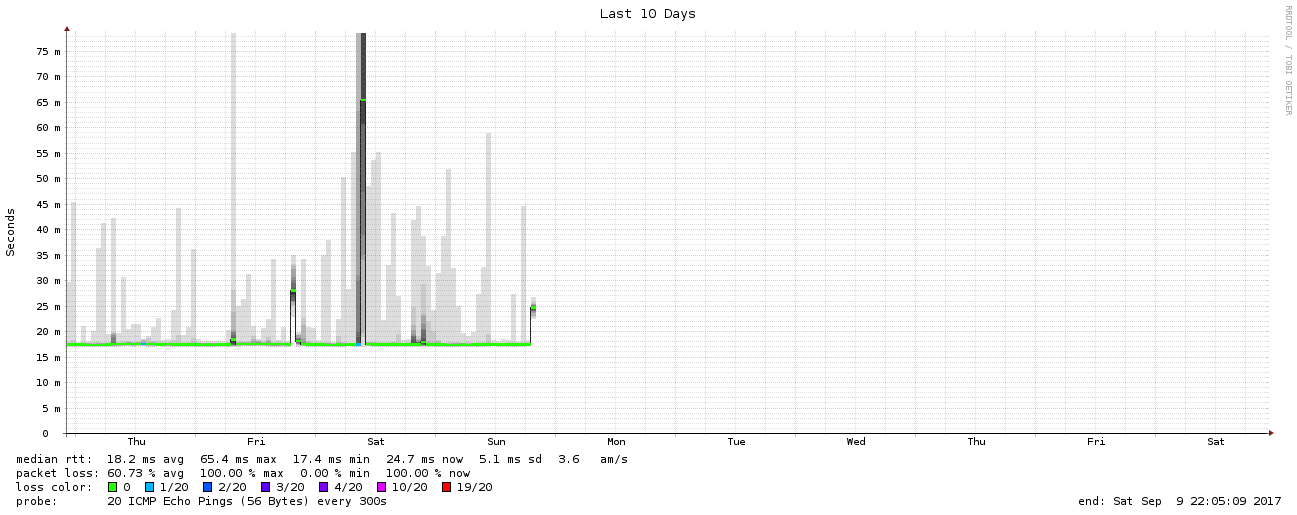 Last 10 Days
RRDTOOL / TOBI OETIKER
Seconds
75 m
70 m
65 m
60 m
55 m
50 m
45 m
40 m
35 m
30 m
25 m
20 m
15 m
10 m
5 m
0
Thu Fri Sat Sun Mon Tue Wed Thu Fri Sat
median rtt: 18.2 ms avg 65.4 ms max 17.4 ms min 24.7 ms now 5.1 ms sd 3.6 am/s
packet loss: 60.73 % avg 100.00 % max 0.00 % min 100.00 % now
loss color: 0 1/20 2/20 3/20 4/20 10/20 19/20
probe: 20 ICMP Echo Pings (56 Bytes) every 300s end: Sat Sep 9 22:05:09 2017